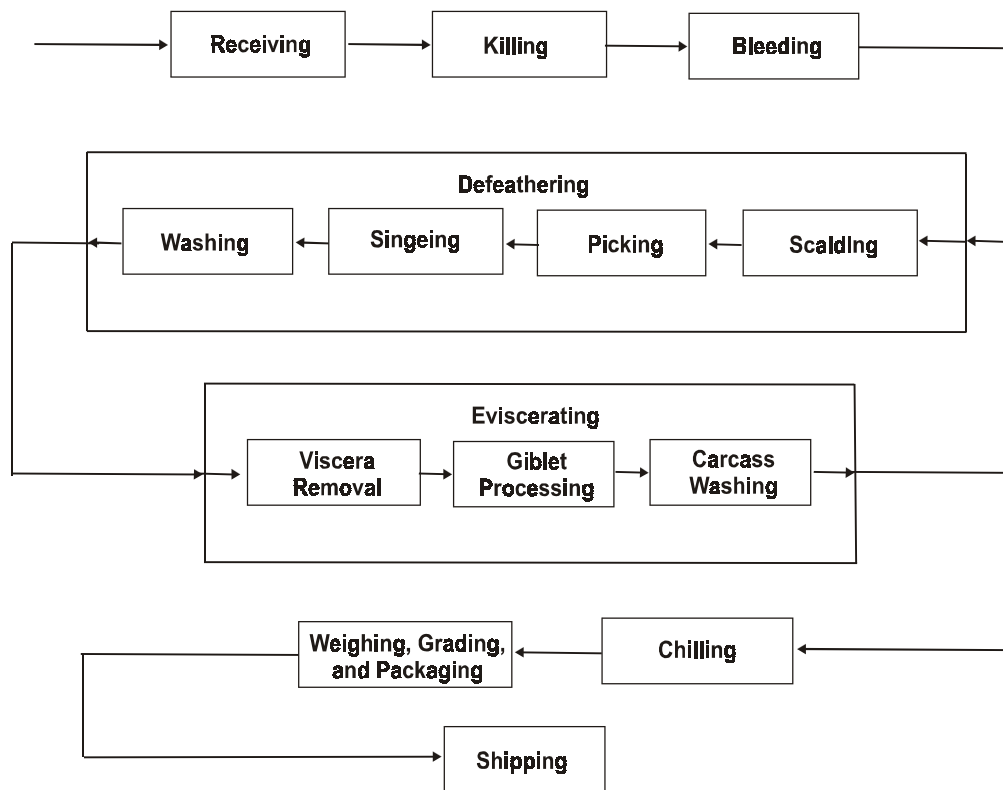 Receiving
Killing
Bleeding
Defeathering
Washing
Singeing
Picking
Scalding
Eviscerating
Viscera
Removal
Giblet
Processing
Carcass
Washing
Weighing, Grading,
and Packaging
Chilling
Shipping